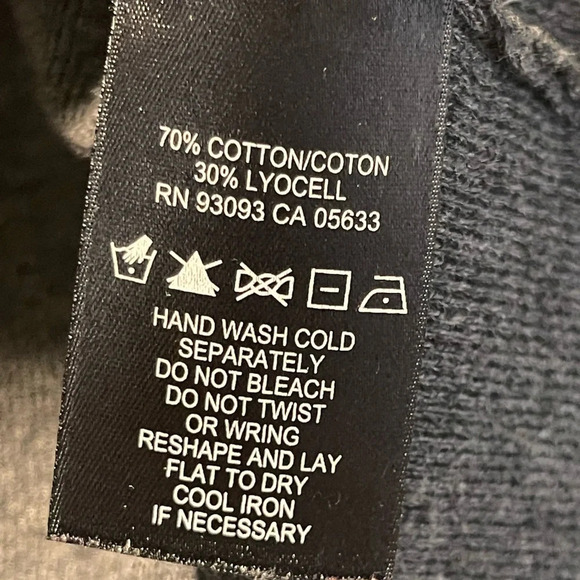 70% COTTON/COTON
30% LYOCELL
RN 93093 CA 05633
HAND WASH COLD
SEPARATELY
DO NOT BLEACH
DO NOT TWIST
OR WRING
RESHAPE AND LAY
FLAT TO DRY
COOL IRON
IF NECESSARY